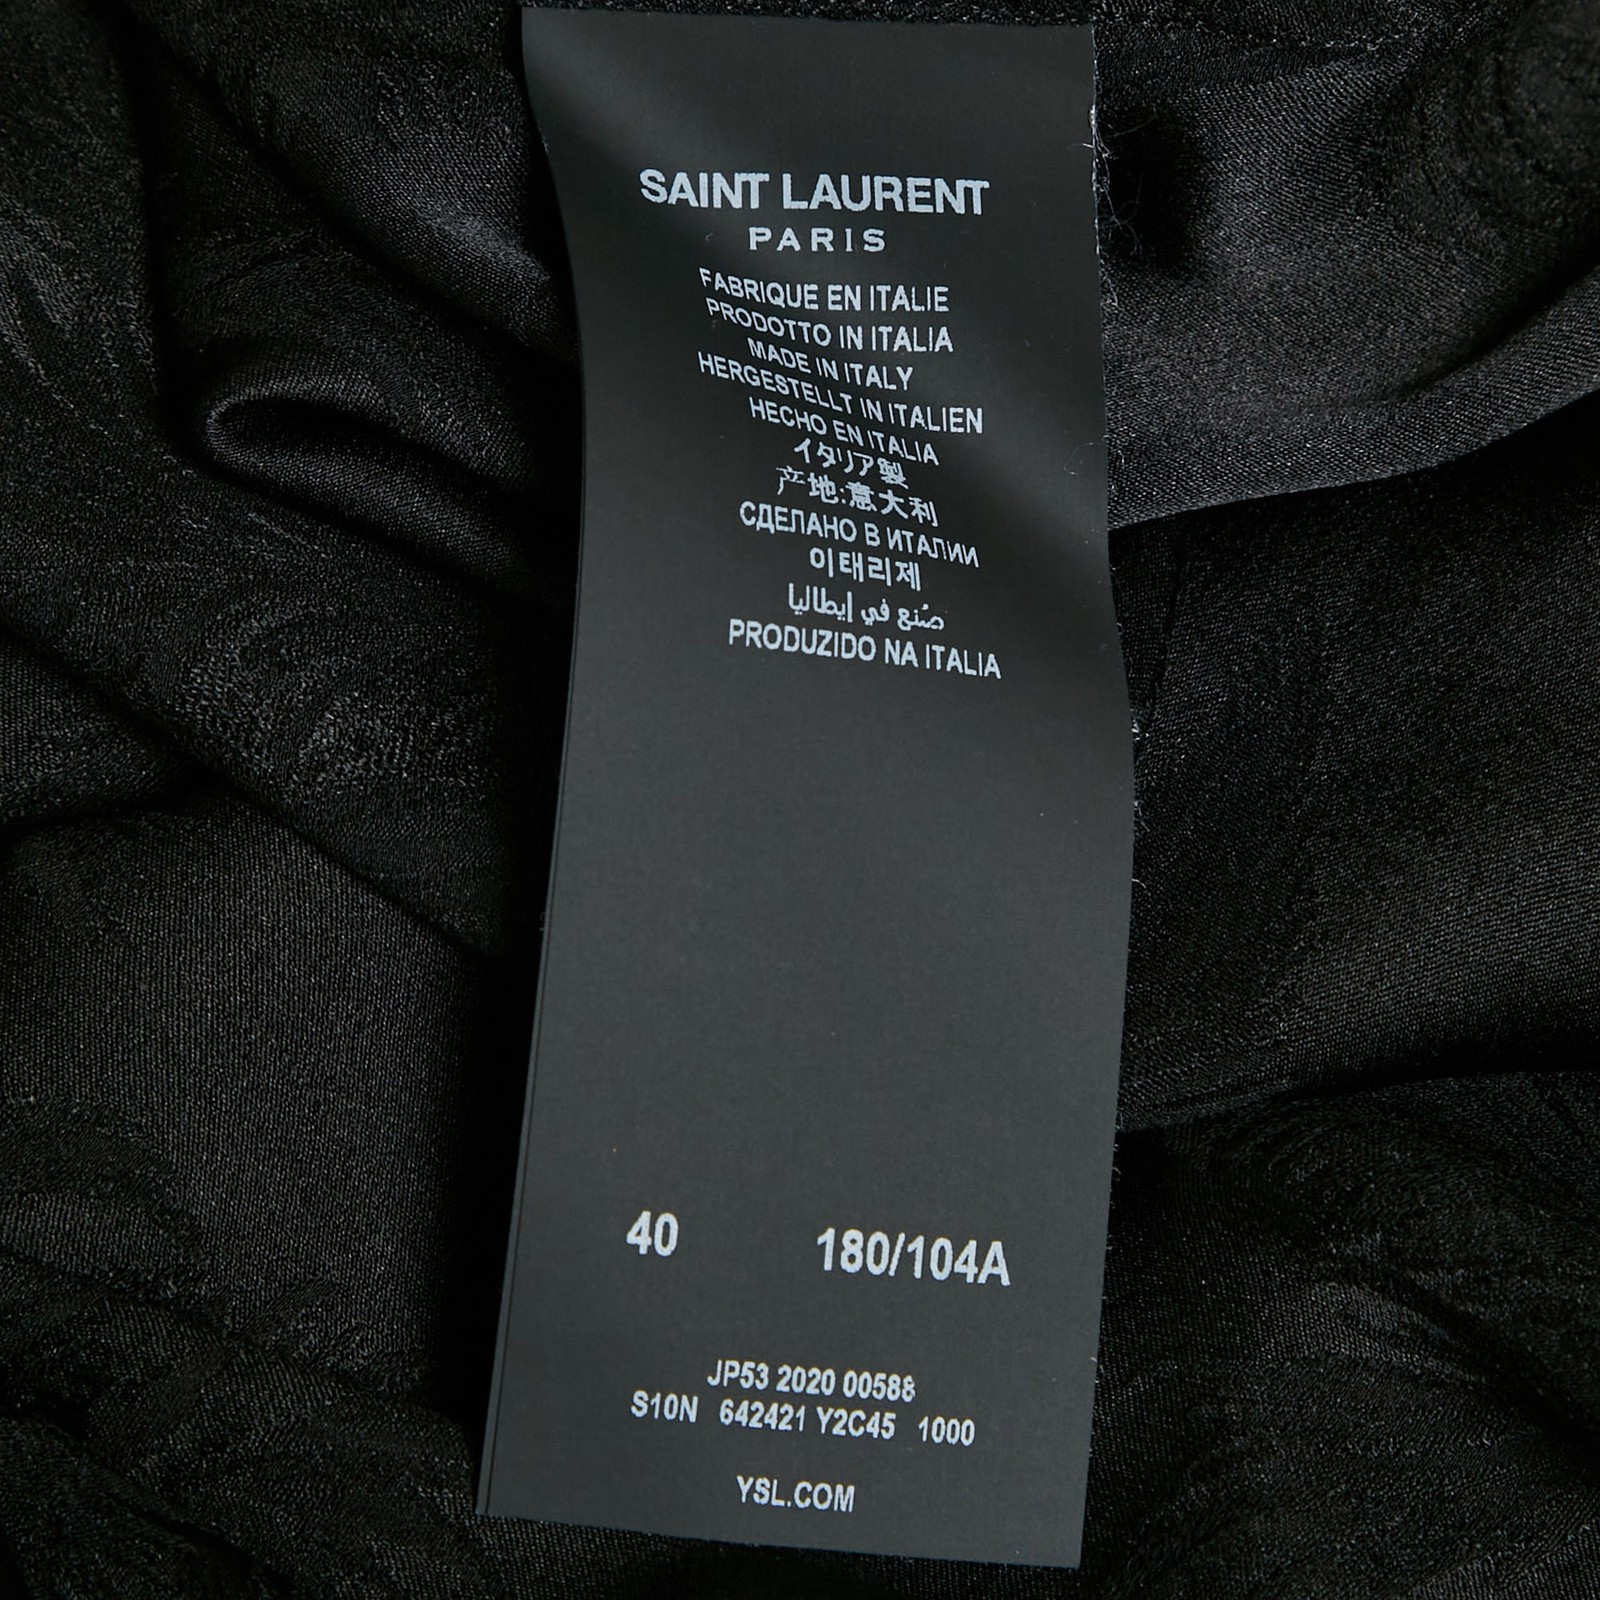 SAINT LAURENT
PARIS
FABRIQUE EN ITALIE
PRODOTTO IN ITALIA
MADE IN ITALY
HERGESTELLT IN ITALIEN
HECHO EN ITALIA
イタリア製
产地:意大利
СДЕЛАНО В ИТАЛИИ
이태리제
صُنع في إيطاليا
PRODUZIDO NA ITALIA
40 180/104A
JP53 2020 00588
S10N 642421 Y2C45 1000
YSL.COM